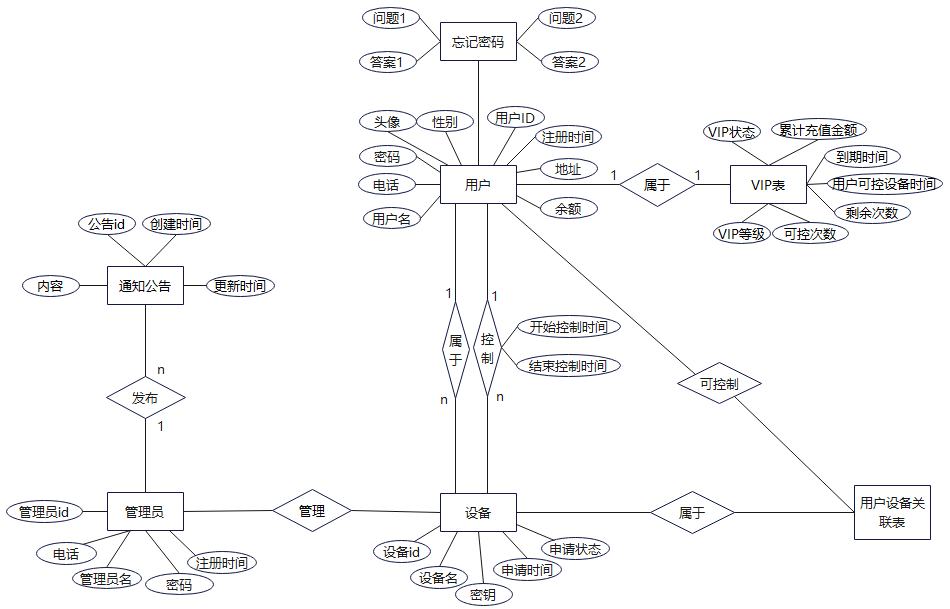 问题1
问题2
忘记密码
答案1
答案2
头像
性别
用户ID
注册时间
密码
地址
电话
用户
用户名
余额
1
属于
1
VIP状态
累计充值金额
到期时间
VIP表
用户可控设备时间
剩余次数
VIP等级
可控次数
公告id
创建时间
内容
通知公告
更新时间
1
1
属
于
控
制
开始控制时间
结束控制时间
n
n
n
发布
1
可控制
管理员id
管理员
管理
设备
属于
用户设备关
联表
电话
管理员名
密码
注册时间
设备id
设备名
密钥
申请时间
申请状态